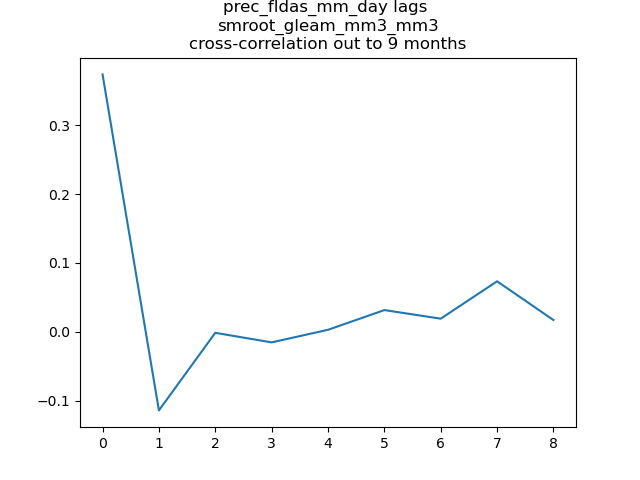 prec_fldas_mm_day lags
smroot_gleam_mm3_mm3
cross-correlation out to 9 months
0.3
0.2
0.1
0.0
−0.1
0 1 2 3 4 5 6 7 8